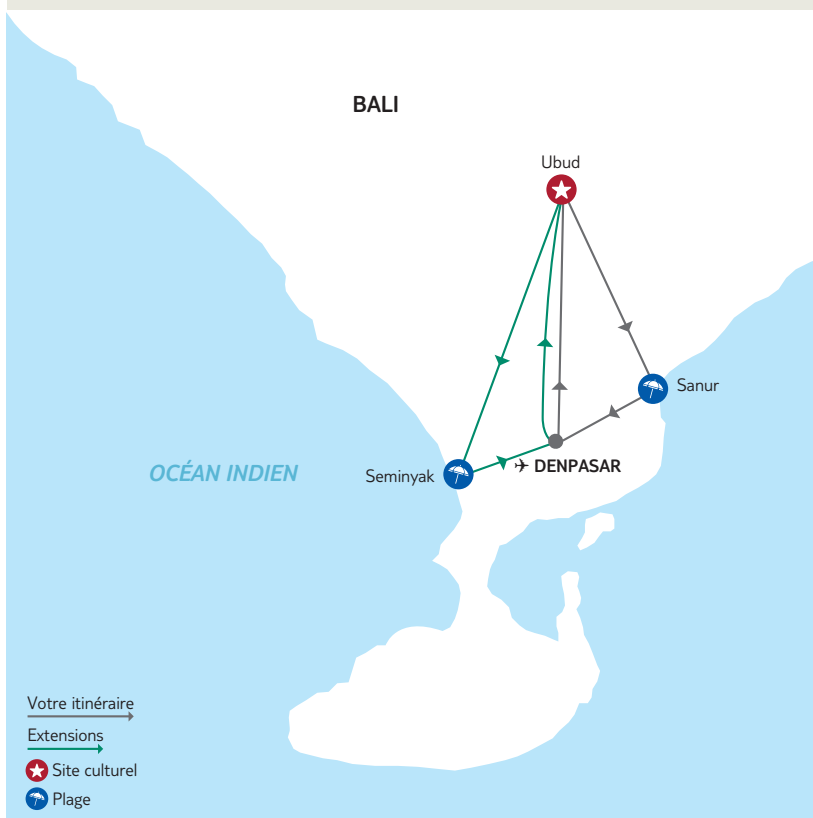 BALI
Ubud
Sanur
DENPASAR
Seminyak
OCÉAN INDIEN
Votre itinéraire
Extensions
Site culturel
Plage